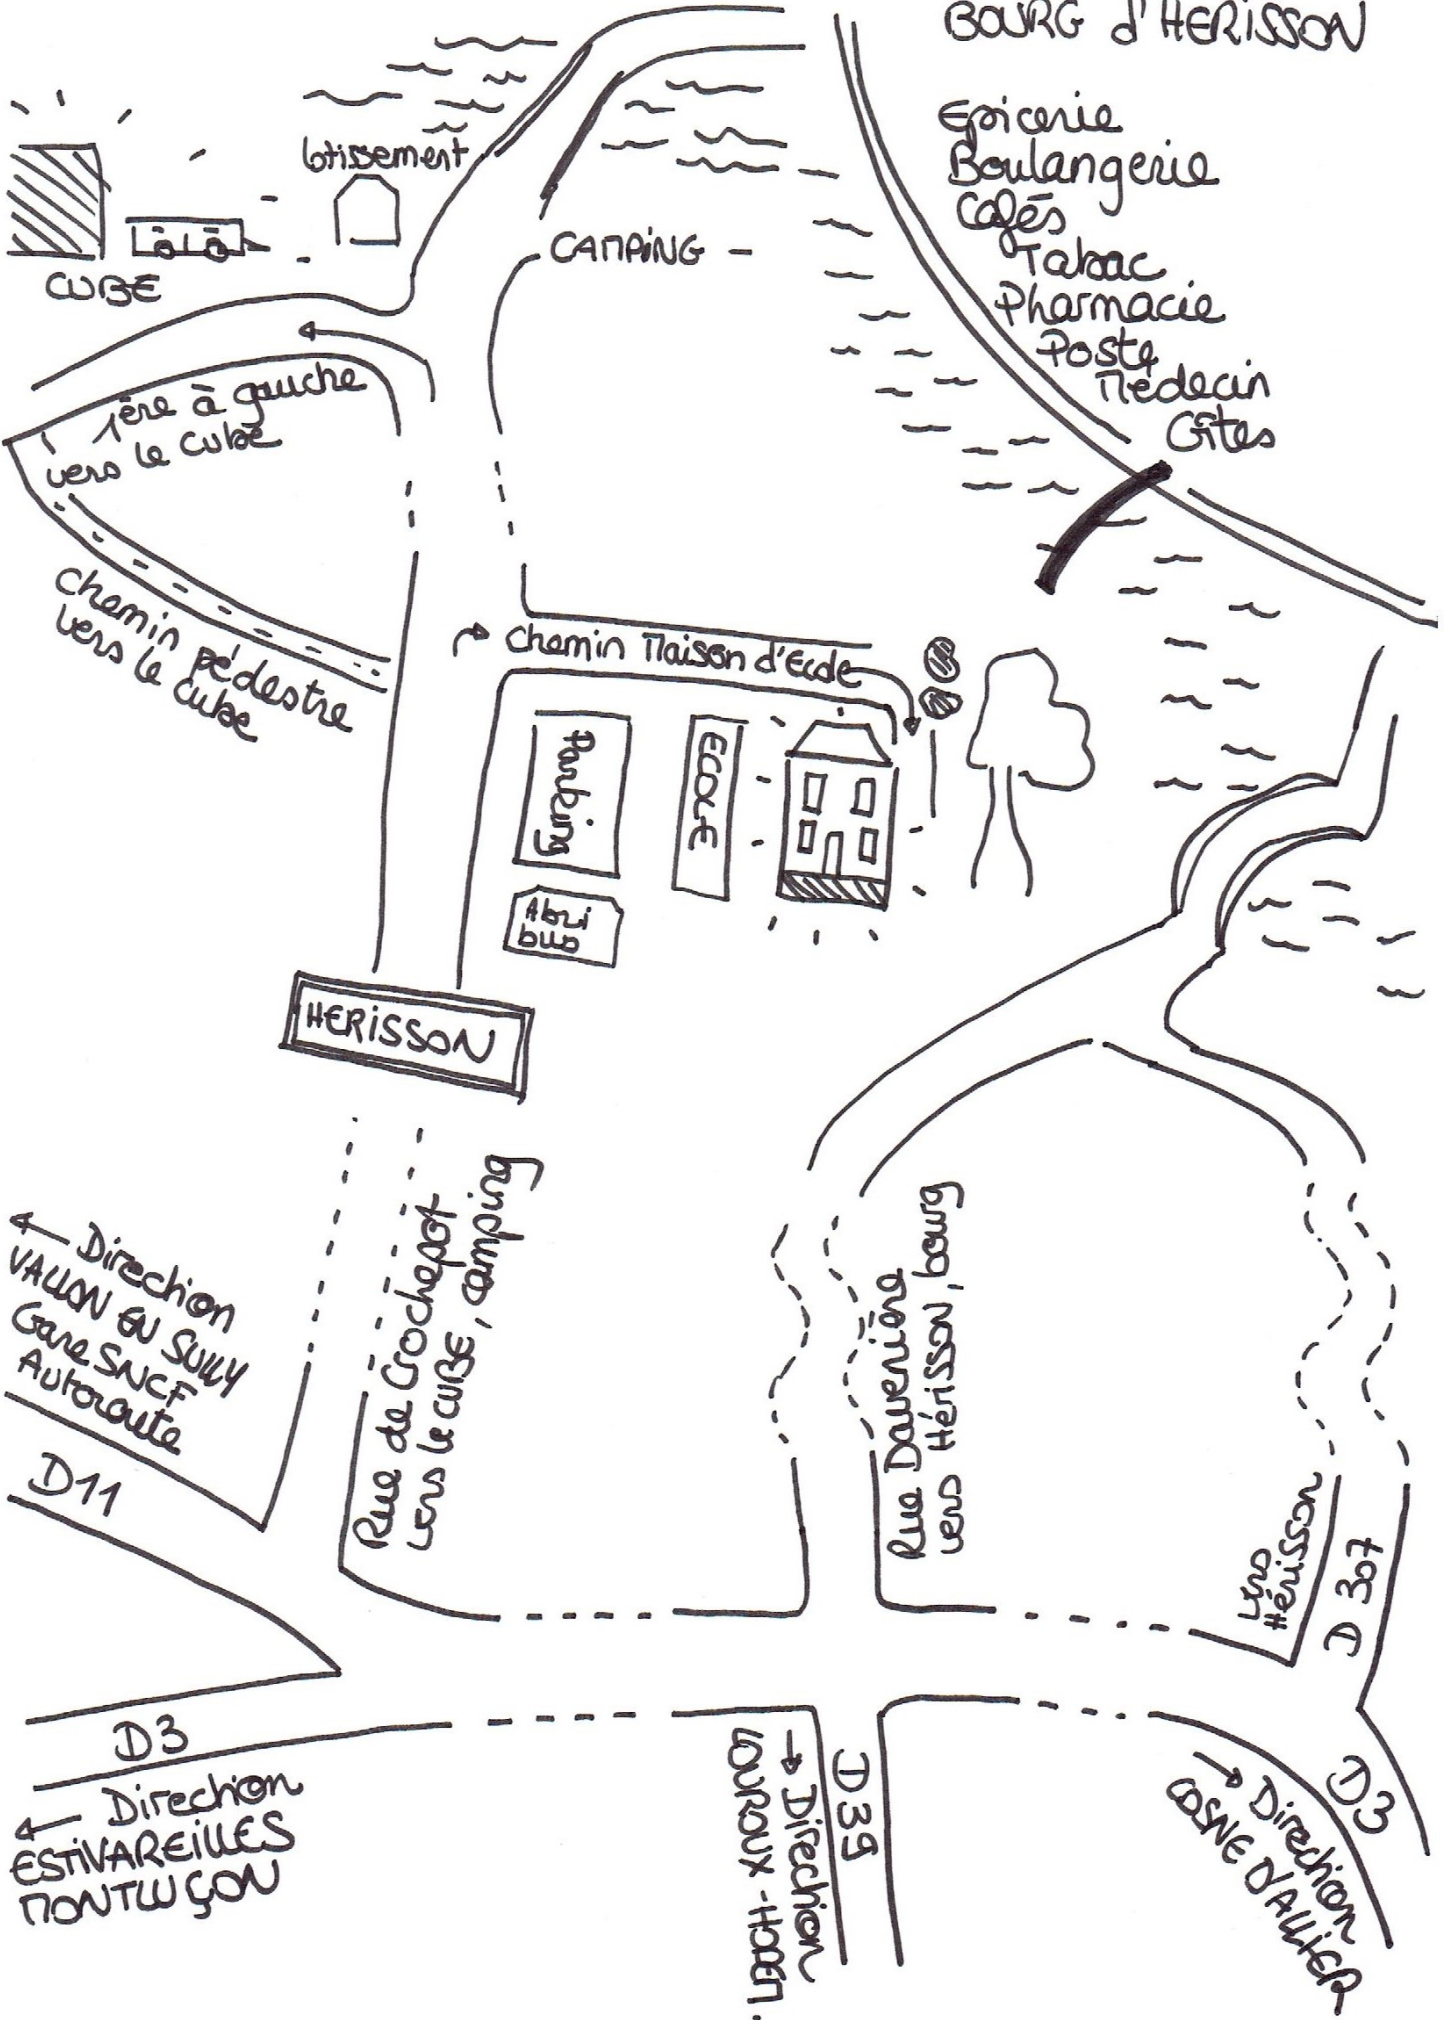 BOURG d'HERISSON
Epicerie
Boulangerie
Cafés
Tabac
Pharmacie
Poste
Médecin
Gîtes
lotissement
CUBE
CAMPING
1ère à gauche
vers le cube
Chemin pédestre
vers le cube
Chemin Maison d'Ecole
Parking
ECOLE
Abri
bus
HERISSON
Direction
VALLON EN SULLY
Gare SNCF
Autoroute
D11
Rue de Crochepot
vers le CUBE, camping
Rue Davenière
vers Hérisson, bourg
vers
Hérisson
D 307
D3
Direction
ESTIVAREILLES
MONTLUÇON
D39
Direction
LOUROUX-HODEM..
D3
Direction
COSNE D'ALLIER